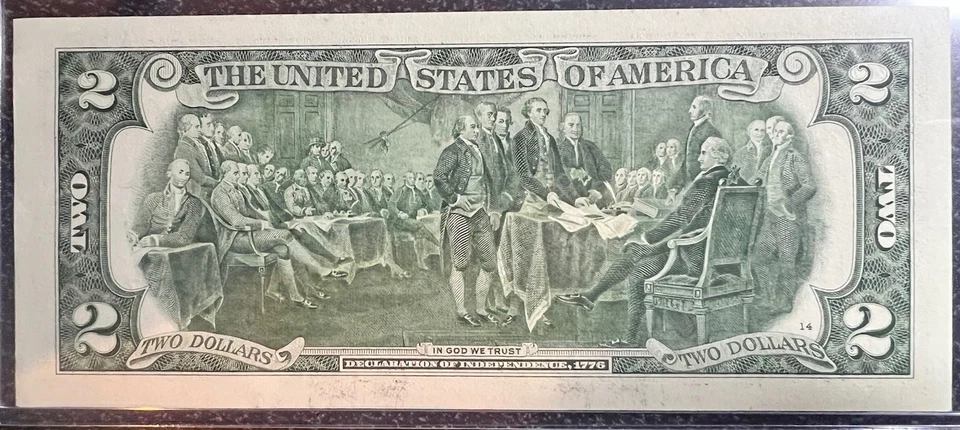 THE UNITED STATES OF AMERICA
2
2
TWO
TWO
14
2
2
TWO DOLLARS
IN GOD WE TRUST
TWO DOLLARS
DECLARATION OF INDEPENDENCE, 1776